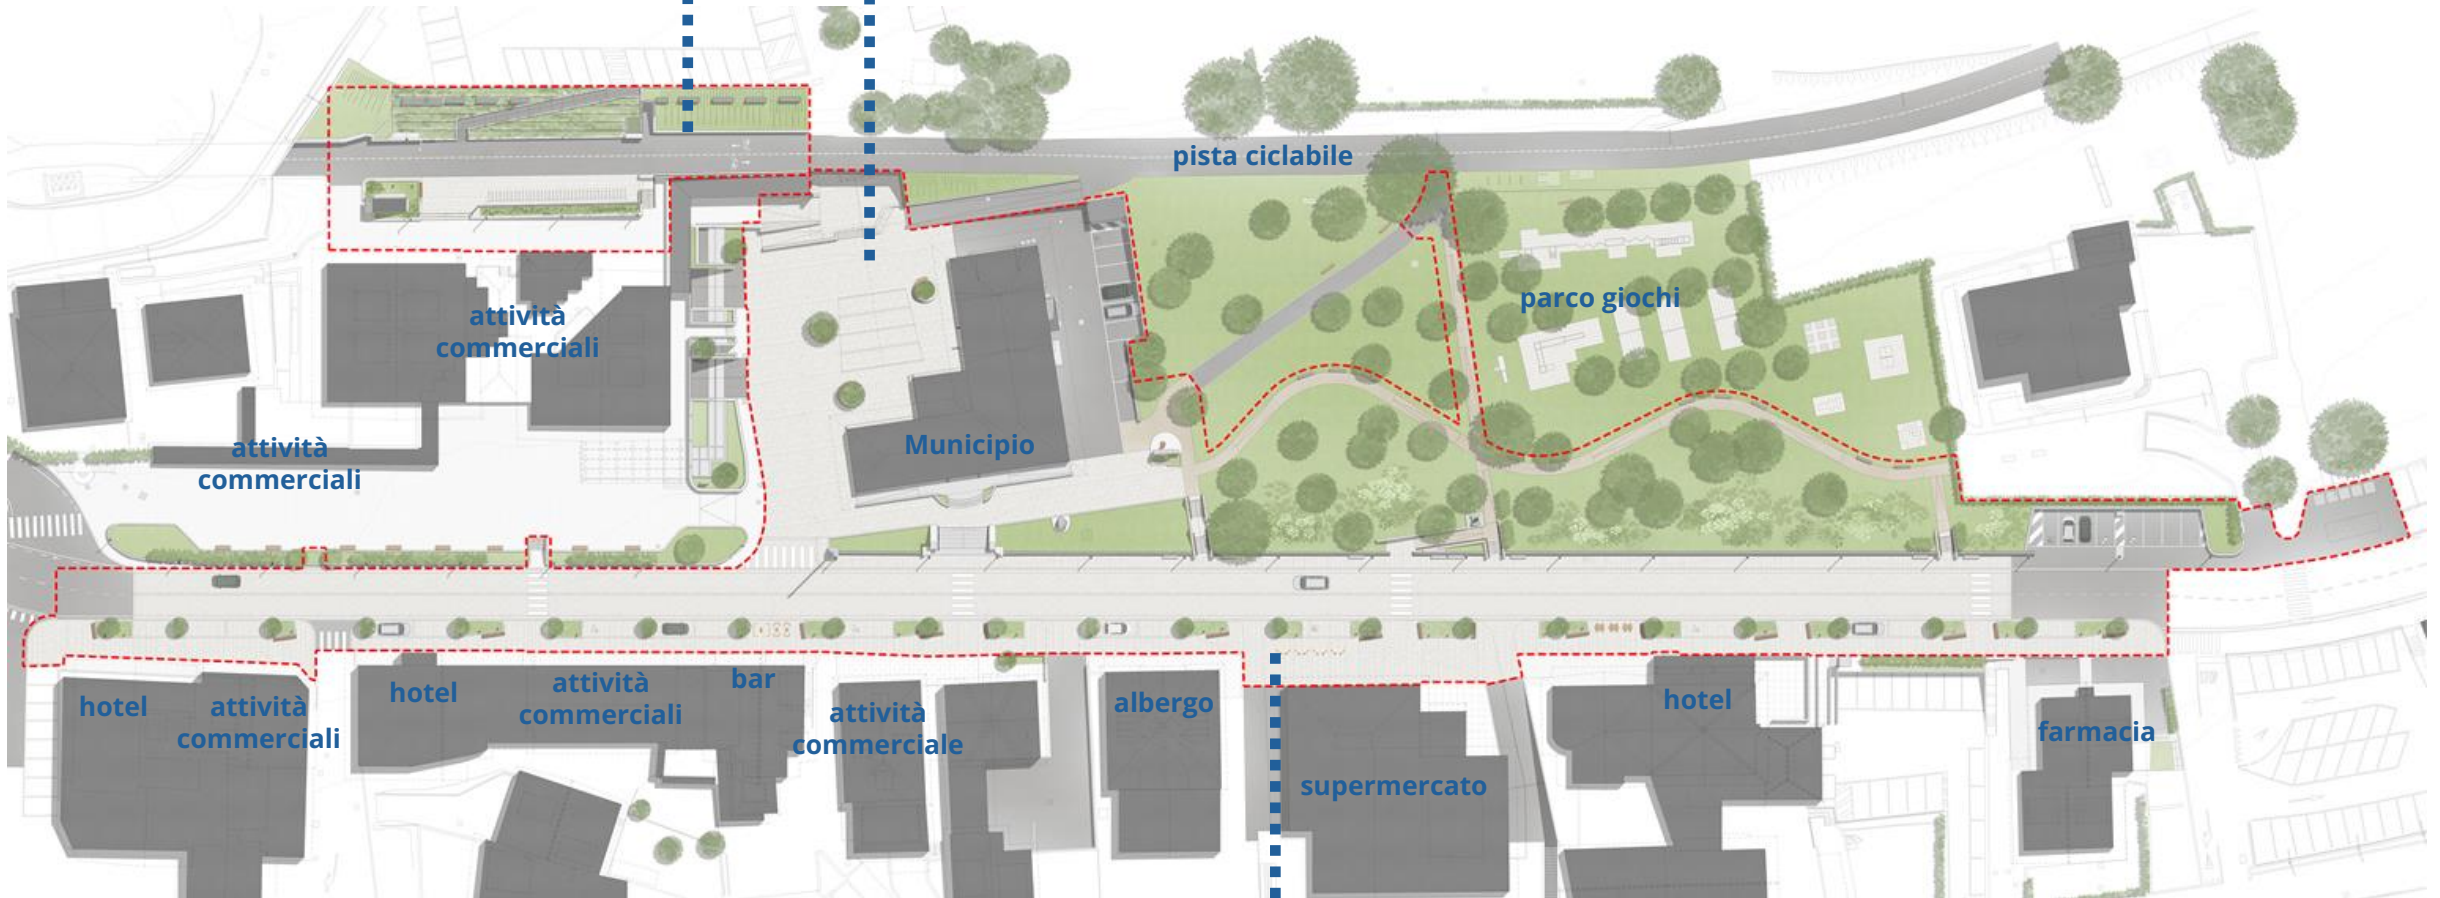 pista ciclabile
parco giochi
attività
commerciali
attività
commerciali
Municipio
hotel
attività
commerciali
hotel
attività
commerciali
bar
attività
commerciale
albergo
supermercato
hotel
farmacia